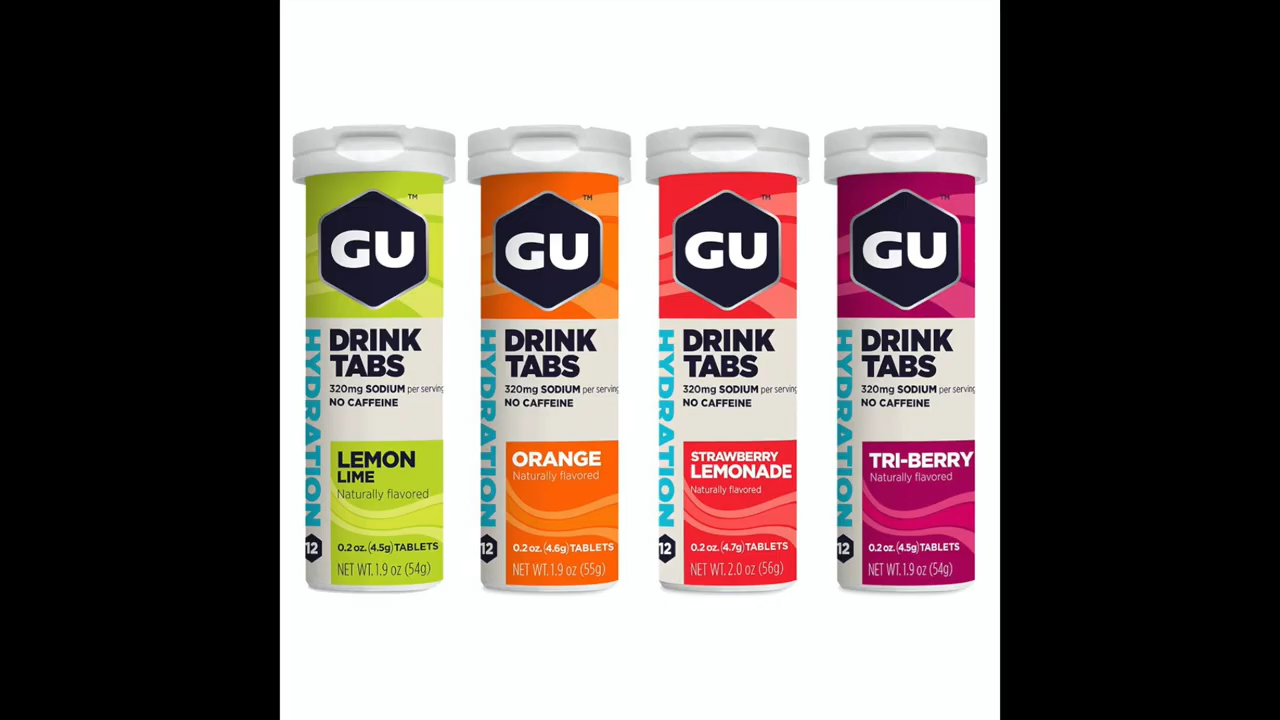 GU
TM
DRINK
TABS
320mg SODIUM per serving
NO CAFFEINE
HYDRATION
LEMON
LIME
Naturally flavored
12
0.2 oz. (4.5g) TABLETS
NET WT. 1.9 oz (54g)
GU
TM
DRINK
TABS
320mg SODIUM per serving
NO CAFFEINE
HYDRATION
ORANGE
Naturally flavored
12
0.2 oz. (4.6g) TABLETS
NET WT. 1.9 oz (55g)
GU
TM
DRINK
TABS
320mg SODIUM per serving
NO CAFFEINE
HYDRATION
STRAWBERRY
LEMONADE
Naturally flavored
12
0.2 oz. (4.7g) TABLETS
NET WT. 2.0 oz (56g)
GU
TM
DRINK
TABS
320mg SODIUM per serving
NO CAFFEINE
HYDRATION
TRI-BERRY
Naturally flavored
12
0.2 oz. (4.5g) TABLETS
NET WT. 1.9 oz (54g)